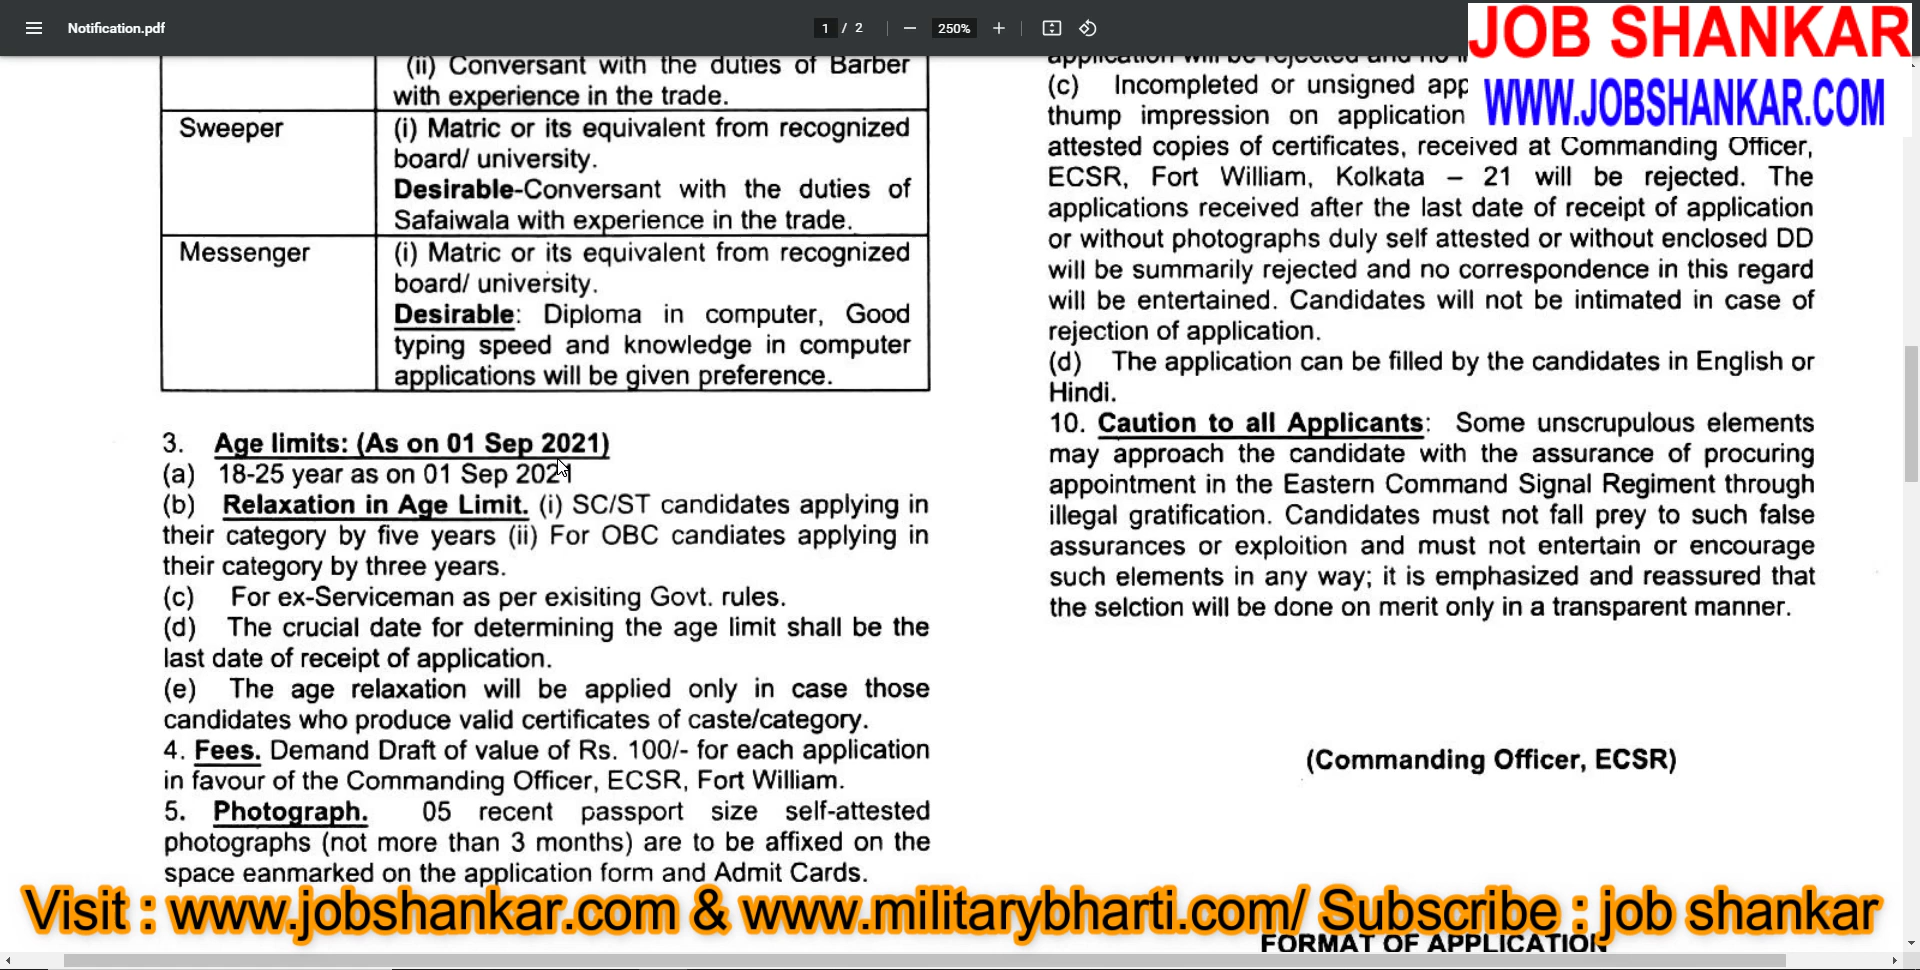 Notification.pdf
1 / 2
250%
JOB SHANKAR
WWW.JOBSHANKAR.COM
(ii) Conversant with the duties of Barber
with experience in the trade.
Sweeper
(i) Matric or its equivalent from recognized
board/ university.
Desirable-Conversant with the duties of
Safaiwala with experience in the trade.
Messenger
(i) Matric or its equivalent from recognized
board/ university.
Desirable: Diploma in computer, Good
typing speed and knowledge in computer
applications will be given preference.
3. Age limits: (As on 01 Sep 2021)
(a) 18-25 year as on 01 Sep 2021
(b) Relaxation in Age Limit. (i) SC/ST candidates applying in
their category by five years (ii) For OBC candiates applying in
their category by three years.
(c) For ex-Serviceman as per exisiting Govt. rules.
(d) The crucial date for determining the age limit shall be the
last date of receipt of application.
(e) The age relaxation will be applied only in case those
candidates who produce valid certificates of caste/category.
4. Fees. Demand Draft of value of Rs. 100/- for each application
in favour of the Commanding Officer, ECSR, Fort William.
5. Photograph. 05 recent passport size self-attested
photographs (not more than 3 months) are to be affixed on the
space eanmarked on the application form and Admit Cards.
application will be rejected and no
(c) Incompleted or unsigned app
thump impression on application
attested copies of certificates, received at Commanding Officer,
ECSR, Fort William, Kolkata – 21 will be rejected. The
applications received after the last date of receipt of application
or without photographs duly self attested or without enclosed DD
will be summarily rejected and no correspondence in this regard
will be entertained. Candidates will not be intimated in case of
rejection of application.
(d) The application can be filled by the candidates in English or
Hindi.
10. Caution to all Applicants: Some unscrupulous elements
may approach the candidate with the assurance of procuring
appointment in the Eastern Command Signal Regiment through
illegal gratification. Candidates must not fall prey to such false
assurances or exploition and must not entertain or encourage
such elements in any way; it is emphasized and reassured that
the selction will be done on merit only in a transparent manner.
(Commanding Officer, ECSR)
Visit : www.jobshankar.com & www.militarybharti.com/ Subscribe : job shankar
FORMAT OF APPLICATION